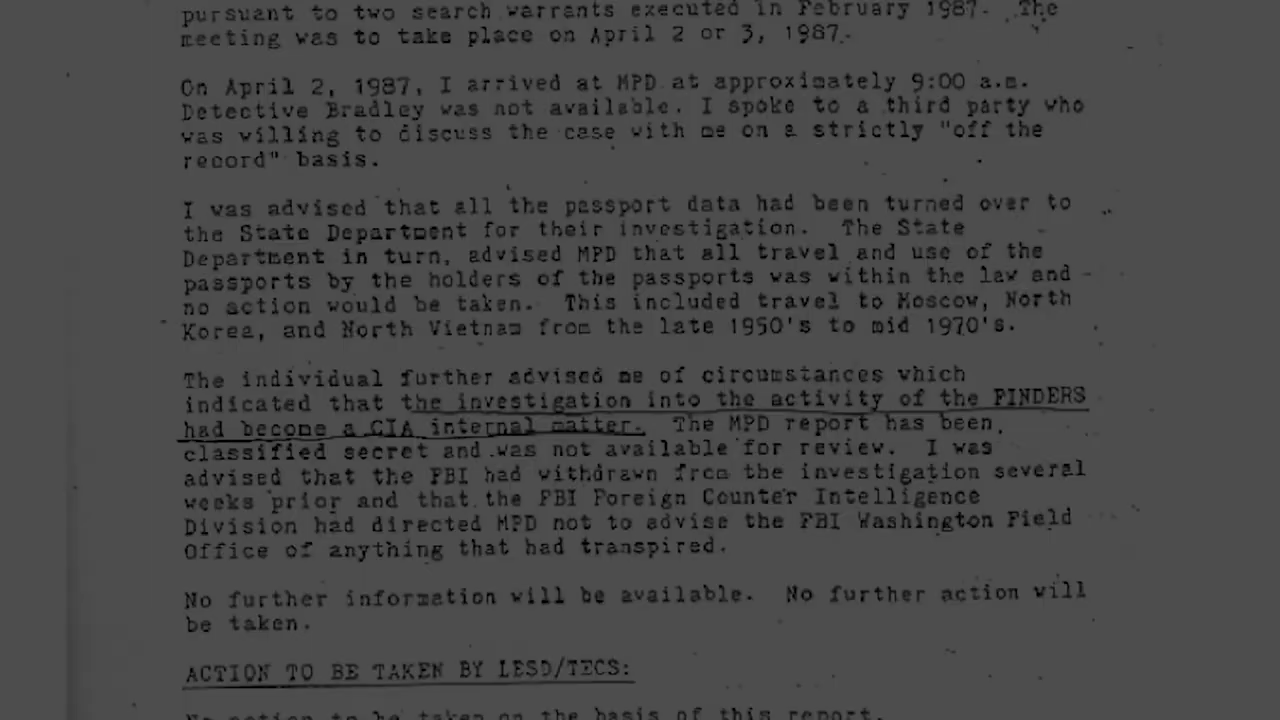 pursuant to two search warrants executed in February 1987. The
meeting was to take place on April 2 or 3, 1987.
On April 2, 1987, I arrived at MPD at approximately 9:00 a.m.
Detective Bradley was not available. I spoke to a third party who
was willing to discuss the case with me on a strictly "off the
record" basis.
I was advised that all the passport data had been turned over to
the State Department for their investigation. The State
Department in turn, advised MPD that all travel and use of the
passports by the holders of the passports was within the law and
no action would be taken. This included travel to Moscow, North
Korea, and North Vietnam from the late 1950's to mid 1970's.
The individual further advised me of circumstances which
indicated that the investigation into the activity of the FINDERS
had become a CIA internal matter. The MPD report has been
classified secret and was not available for review. I was
advised that the FBI had withdrawn from the investigation several
weeks prior and that the FBI Foreign Counter Intelligence
Division had directed MPD not to advise the FBI Washington Field
Office of anything that had transpired.
No further information will be available. No further action will
be taken.
ACTION TO BE TAKEN BY LESD/TECS:
No action to be taken on the basis of this report.